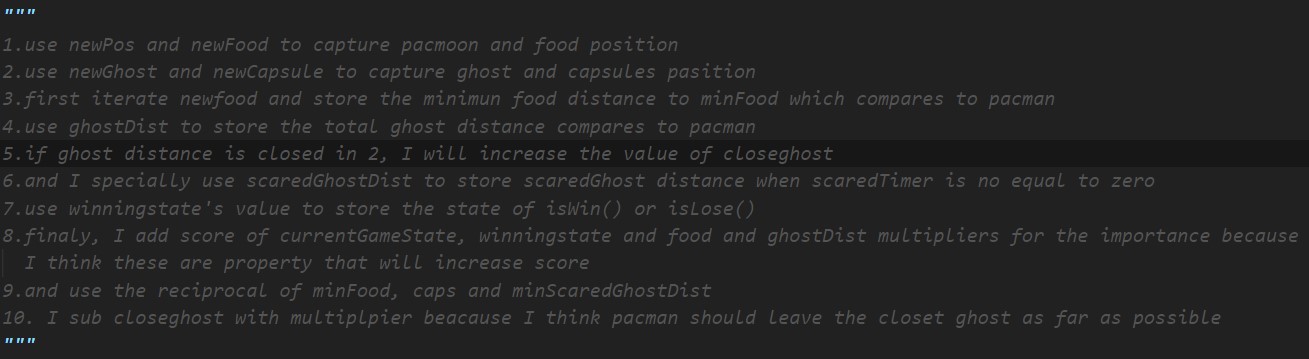 """
1.use newPos and newFood to capture pacmoon and food position
2.use newGhost and newCapsule to capture ghost and capsules pasition
3.first iterate newfood and store the minimun food distance to minFood which compares to pacman
4.use ghostDist to store the total ghost distance compares to pacman
5.if ghost distance is closed in 2, I will increase the value of closeghost
6.and I specially use scaredGhostDist to store scaredGhost distance when scaredTimer is no equal to zero
7.use winningstate's value to store the state of isWin() or isLose()
8.finaly, I add score of currentGameState, winningstate and food and ghostDist multipliers for the importance because
I think these are property that will increase score
9.and use the reciprocal of minFood, caps and minScaredGhostDist
10. I sub closeghost with multiplpier beacause I think pacman should leave the closet ghost as far as possible
"""